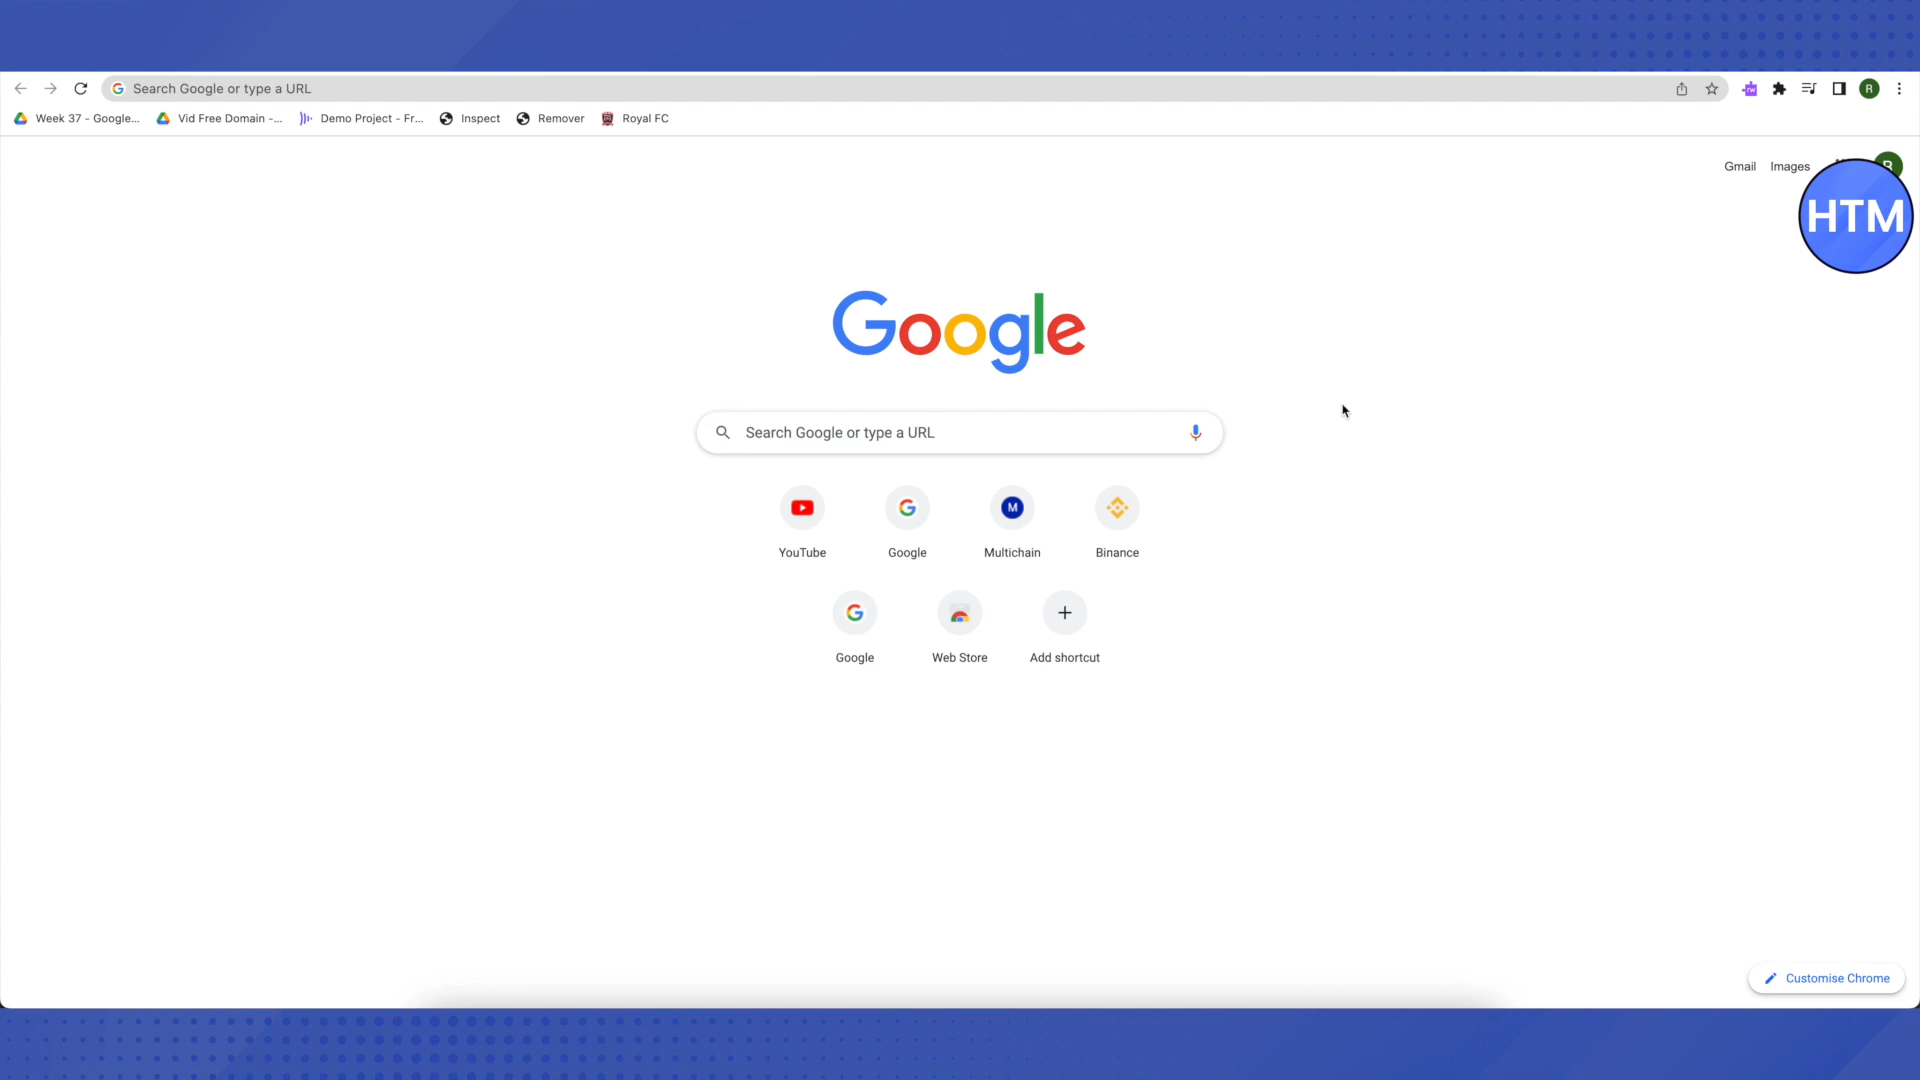 Search Google or type a URL
R
Week 37 - Google...
Vid Free Domain -...
Demo Project - Fr...
Inspect
Remover
Royal FC
Gmail
Images
HTM
Google
Search Google or type a URL
M
YouTube
Google
Multichain
Binance
Google
Web Store
Add shortcut
Customise Chrome